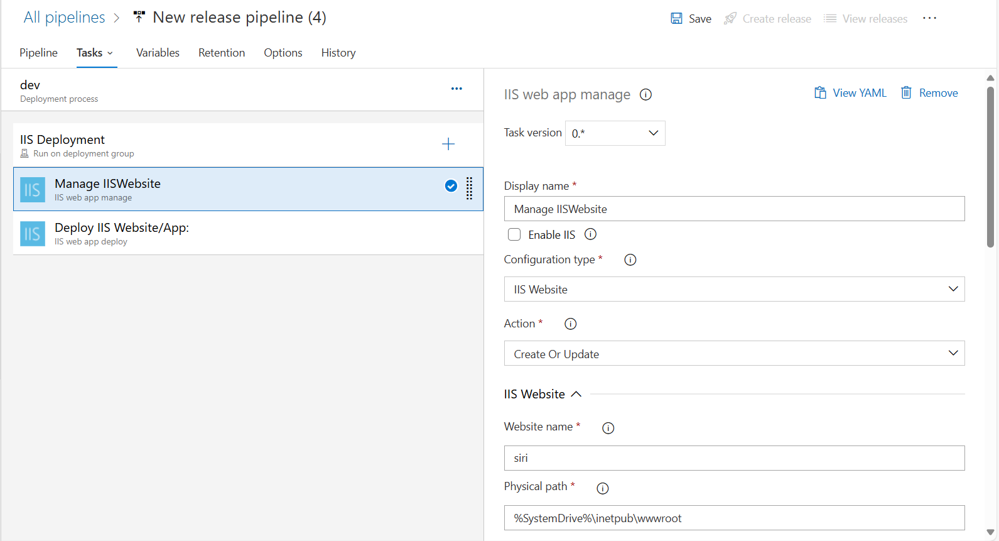 All pipelines > New release pipeline (4)
Save Create release View releases ...
Pipeline Tasks Variables Retention Options History
dev
Deployment process
IIS Deployment
Run on deployment group
IIS Manage IISWebsite
IIS web app manage
IIS Deploy IIS Website/App:
IIS web app deploy
IIS web app manage
View YAML Remove
Task version 0.*
Display name *
Manage IISWebsite
Enable IIS
Configuration type *
IIS Website
Action *
Create Or Update
IIS Website
Website name *
siri
Physical path *
%SystemDrive%\inetpub\wwwroot